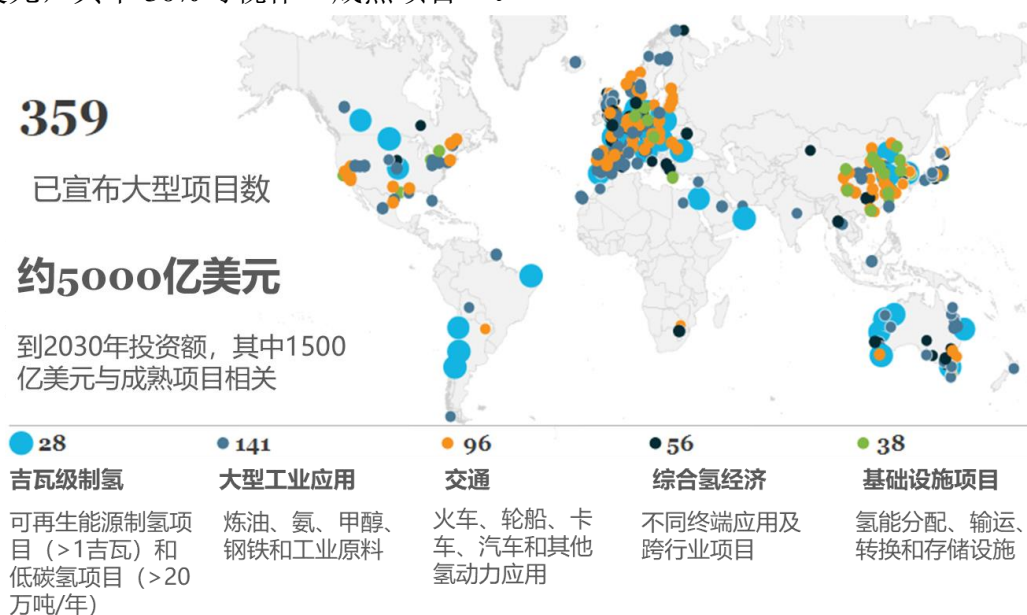 359
已宣布大型项目数
约5000亿美元
到2030年投资额，其中1500
亿美元与成熟项目相关
28
吉瓦级制氢
可再生能源制氢项
目（>1吉瓦）和
低碳氢项目（>20
万吨/年）
141
大型工业应用
炼油、氨、甲醇、
钢铁和工业原料
96
交通
火车、轮船、卡
车、汽车和其他
氢动力应用
56
综合氢经济
不同终端应用及
跨行业项目
38
基础设施项目
氢能分配、输运、
转换和存储设施